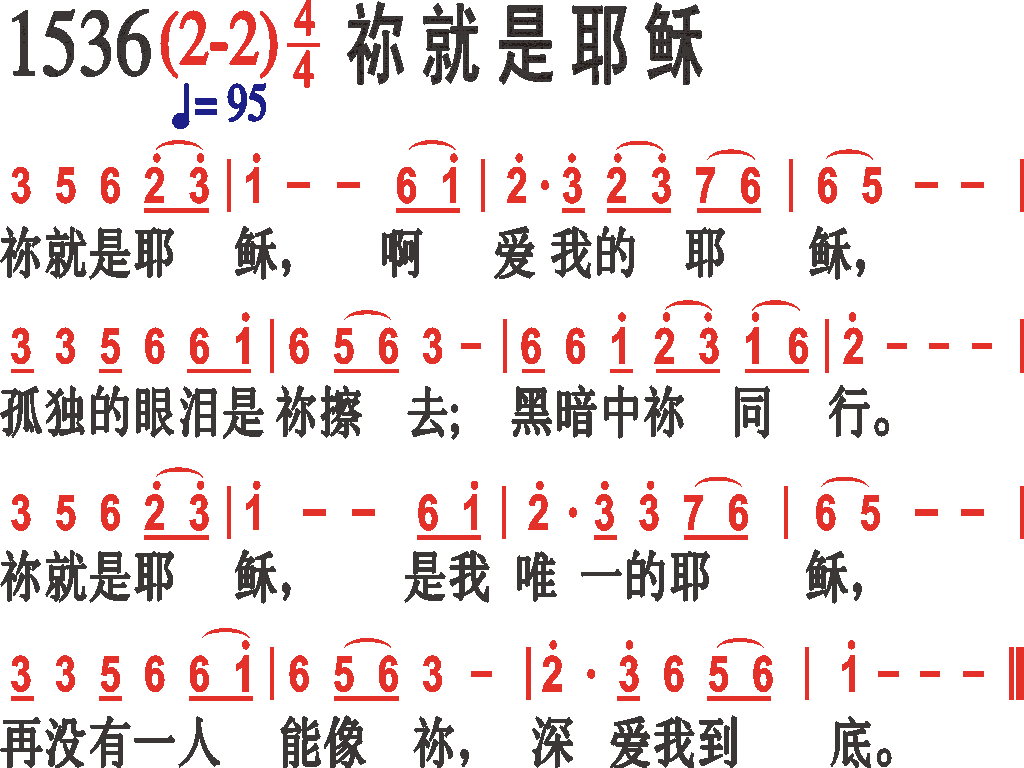 1536(2-2) 4/4 祢就是耶稣
♩= 95
3 5 6 2̇ 3̇ | 1̇ - - 6 1̇ | 2̇ · 3̇ 2̇ 3̇ 7 6 | 6 5 - - |
祢就是耶 稣， 啊 爱 我的 耶 稣，
3 3 5 6 6 1̇ | 6 5 6 3 - | 6 6 1̇ 2̇ 3̇ 1̇ 6 | 2̇ - - - |
孤独的眼泪是 祢擦 去； 黑暗中祢 同 行。
3 5 6 2̇ 3̇ | 1̇ - - 6 1̇ | 2̇ · 3̇ 3̇ 7 6 | 6 5 - - |
祢就是耶 稣， 是我 唯 一的耶 稣，
3 3 5 6 6 1̇ | 6 5 6 3 - | 2̇ · 3̇ 6 5 6 | 1̇ - - - ‖
再没有一人 能像 祢， 深 爱我到 底。